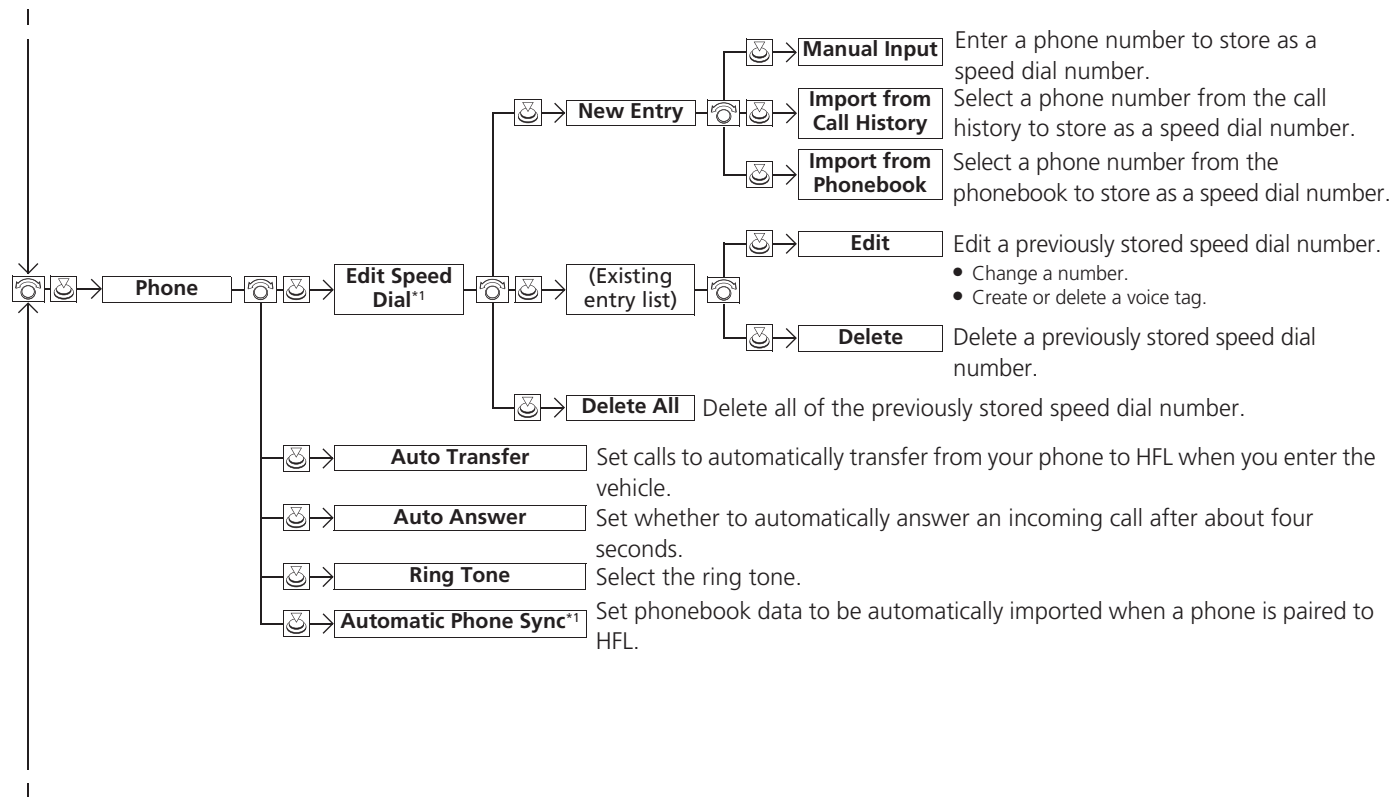 Manual Input
Enter a phone number to store as a
speed dial number.
New Entry
Import from
Call History
Select a phone number from the call
history to store as a speed dial number.
Import from
Phonebook
Select a phone number from the
phonebook to store as a speed dial number.
Phone
Edit Speed
Dial*1
(Existing
entry list)
Edit
Edit a previously stored speed dial number.
● Change a number.
● Create or delete a voice tag.
Delete
Delete a previously stored speed dial
number.
Delete All
Delete all of the previously stored speed dial number.
Auto Transfer
Set calls to automatically transfer from your phone to HFL when you enter the
vehicle.
Auto Answer
Set whether to automatically answer an incoming call after about four
seconds.
Ring Tone
Select the ring tone.
Automatic Phone Sync*1
Set phonebook data to be automatically imported when a phone is paired to
HFL.